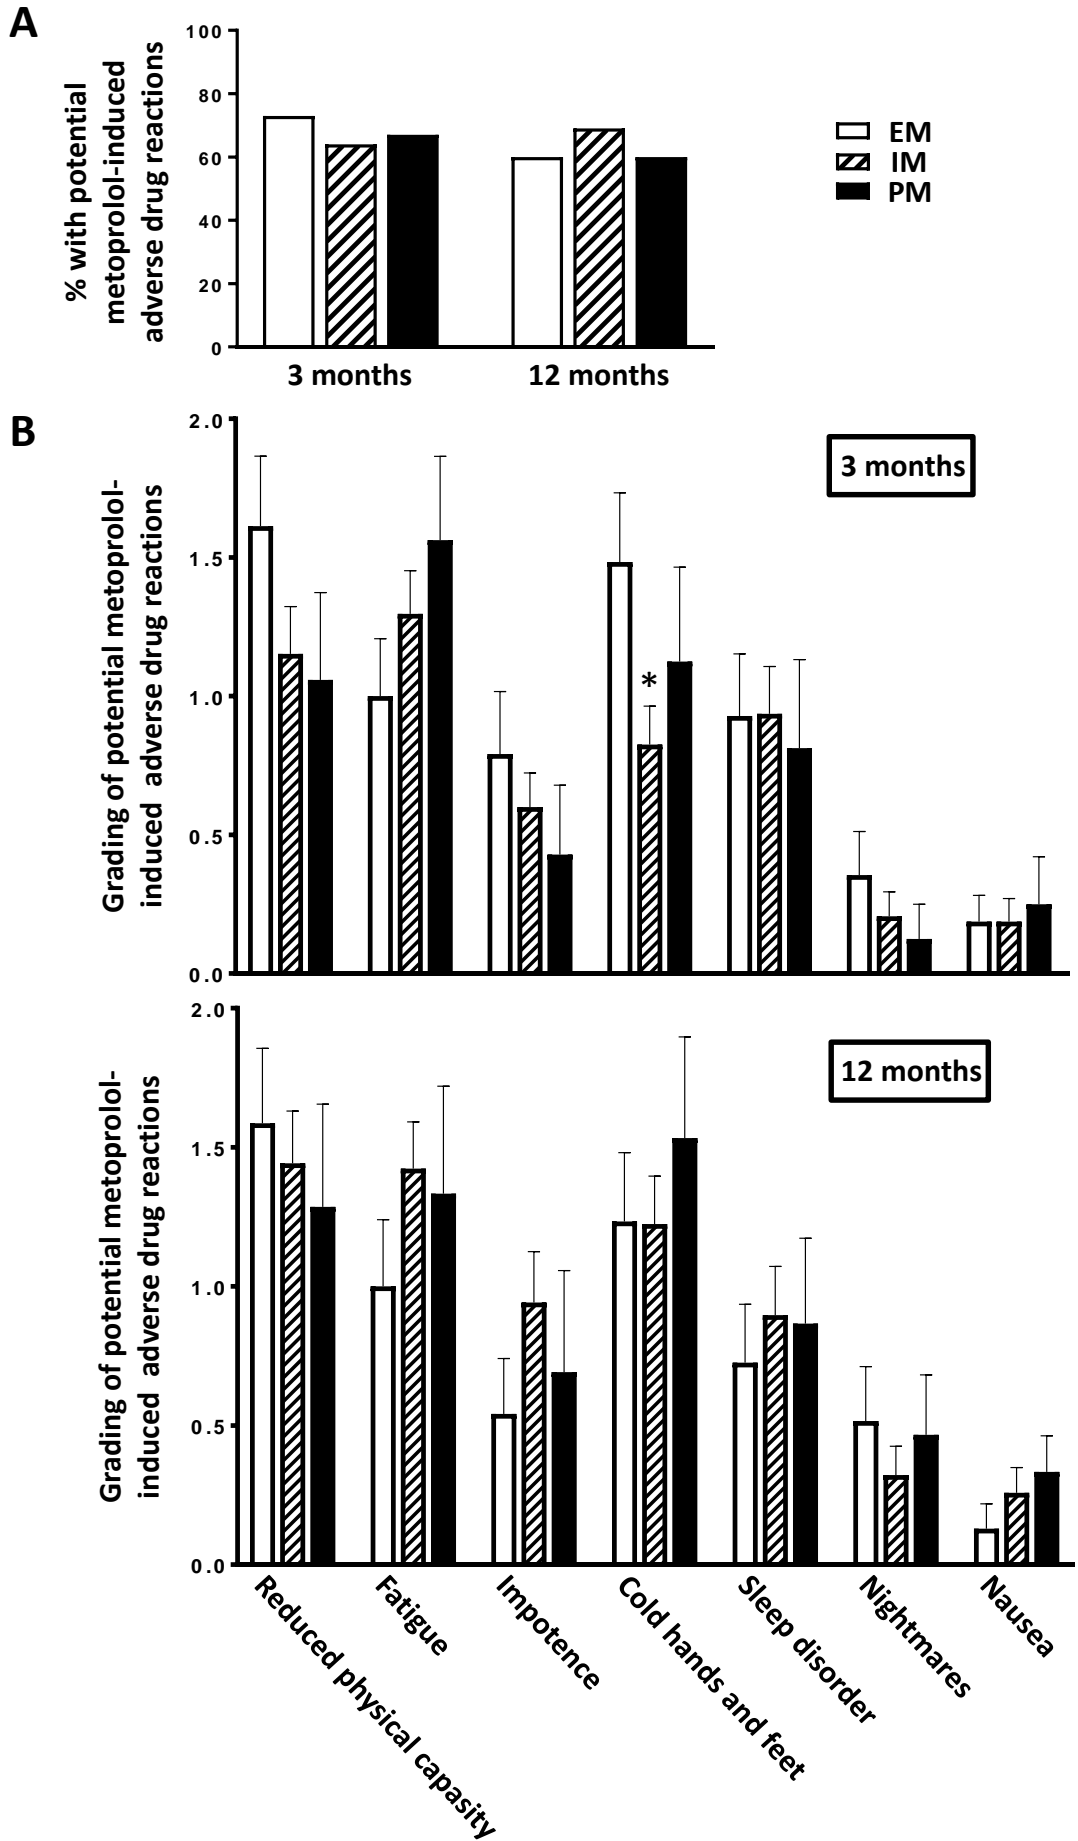 A
% with potential
metoprolol-induced
adverse drug reactions
100
80
60
40
20
0
3 months
12 months
EM
IM
PM
B
Grading of potential metoprolol-
induced adverse drug reactions
2.0
1.5
1.0
0.5
0.0
*
3 months
Grading of potential metoprolol-
induced adverse drug reactions
2.0
1.5
1.0
0.5
0.0
12 months
Reduced physical capasity
Fatigue
Impotence
Cold hands and feet
Sleep disorder
Nightmares
Nausea